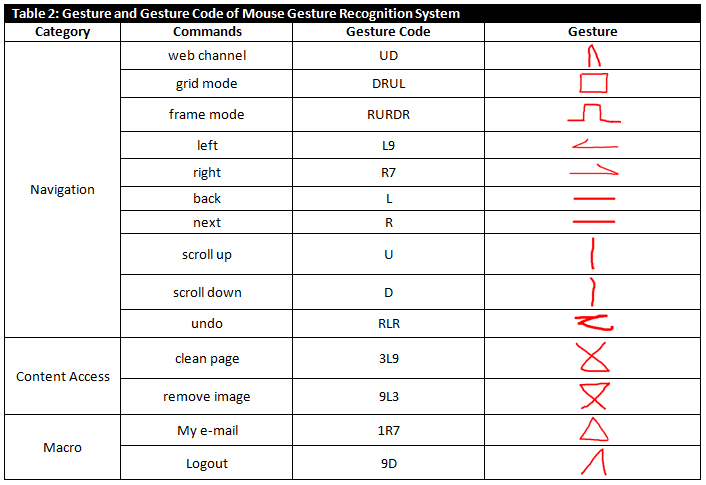 Table 2: Gesture and Gesture Code of Mouse Gesture Recognition System
Category Commands Gesture Code Gesture
Navigation
web channel UD
grid mode DRUL
frame mode RURDR
left L9
right R7
back L
next R
scroll up U
scroll down D
undo RLR
Content Access
clean page 3L9
remove image 9L3
Macro
My e-mail 1R7
Logout 9D